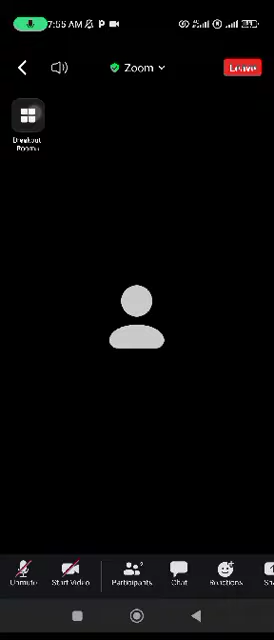 7:55 AM
Zoom
Leave
Breakout
Rooms
Unmute
Start Video
Participants
Chat
Reactions